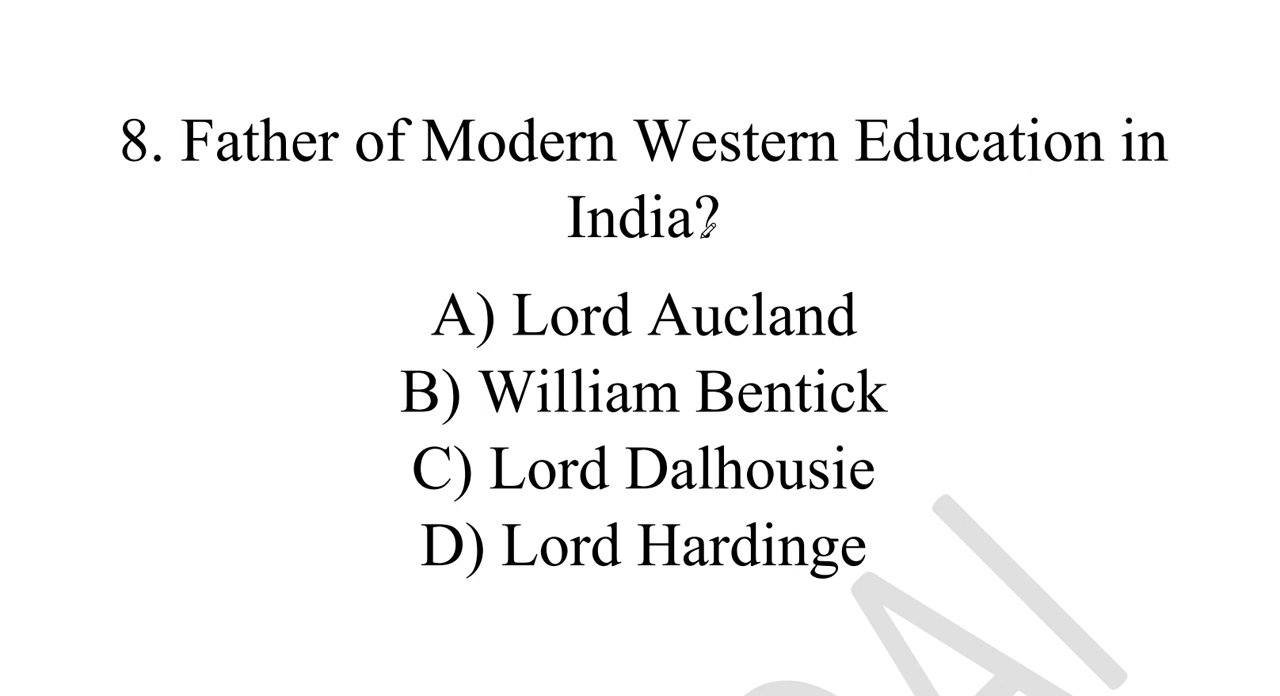 8. Father of Modern Western Education in
India?
A) Lord Aucland
B) William Bentick
C) Lord Dalhousie
D) Lord Hardinge